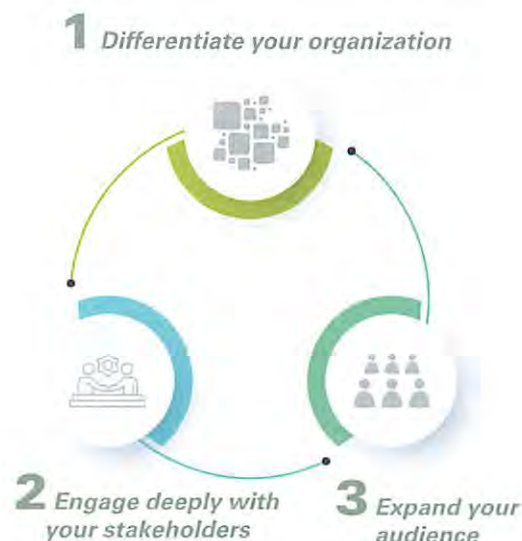 1 Differentiate your organization
2 Engage deeply with
your stakeholders
3 Expand your
audience